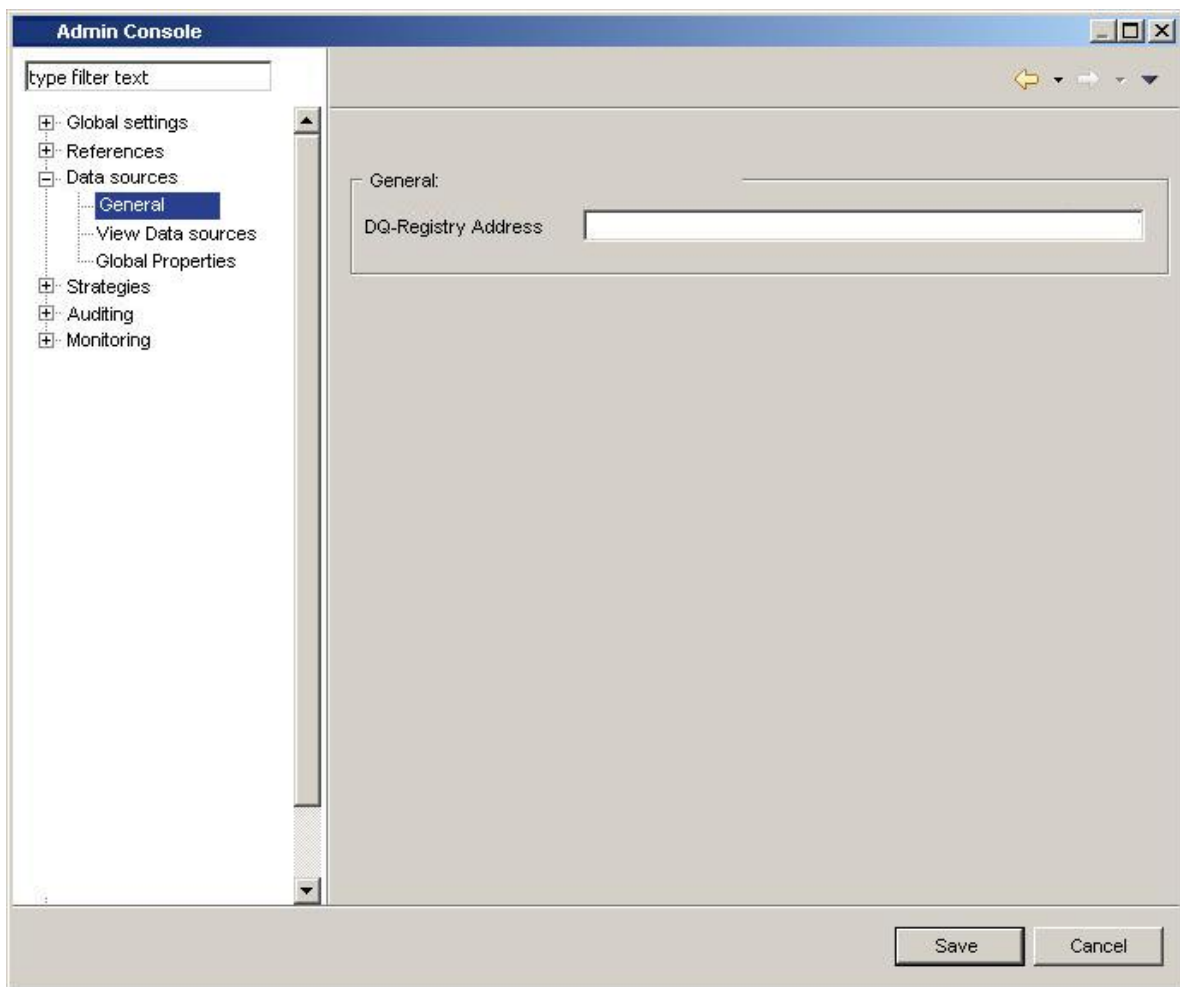 Admin Console
type filter text
Global settings
References
Data sources
General
View Data sources
Global Properties
Strategies
Auditing
Monitoring
General:
DQ-Registry Address
Save
Cancel